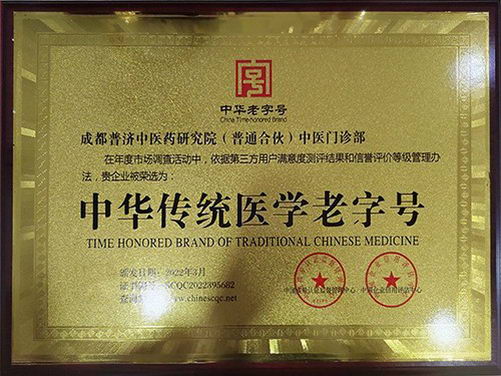 中华老字号
China Time-honored Brand
成都普济中医药研究院（普通合伙）中医门诊部
在年度市场调查活动中，依据第三方用户满意度测评结果和信誉评价等级管理办
法，贵企业被荣选为：
中华传统医学老字号
TIME HONORED BRAND OF TRADITIONAL CHINESE MEDICINE
颁发日期：2022年3月
SCQC2022895682
www.chinescqc.net